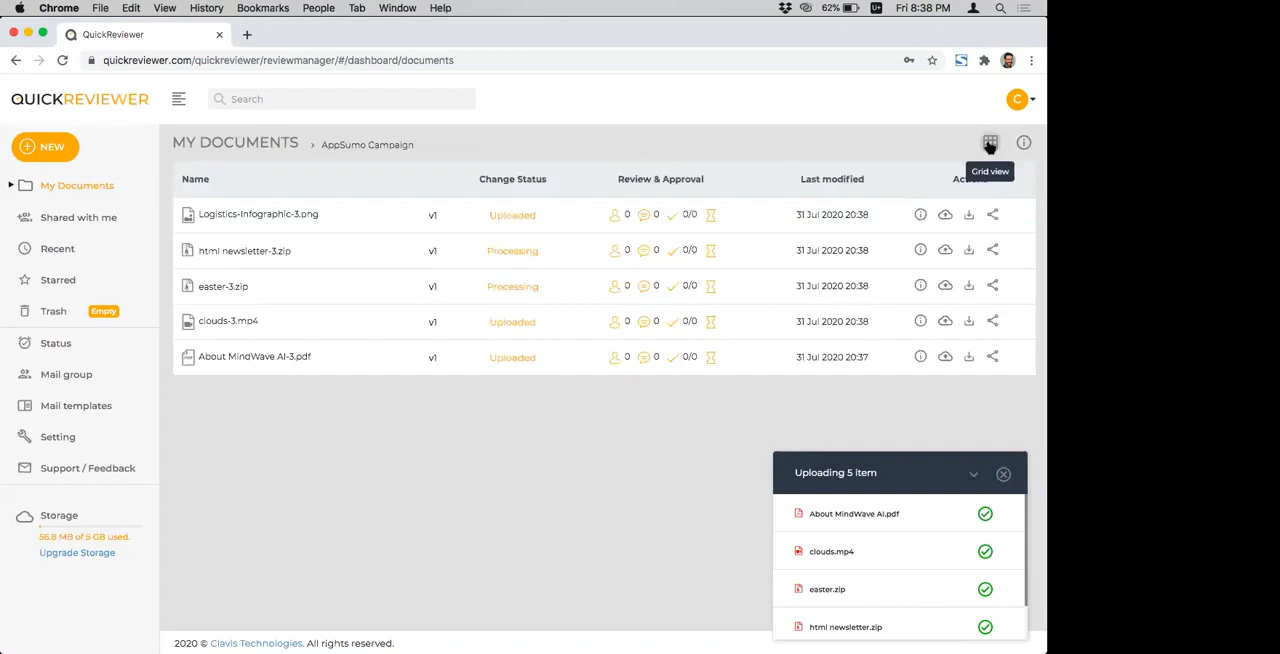 Chrome File Edit View History Bookmarks People Tab Window Help 62% U+ Fri 8:38 PM
QuickReviewer
quickreviewer.com/quickreviewer/reviewmanager/#/dashboard/documents
QUICKREVIEWER Search C
NEW
My Documents
Shared with me
Recent
Starred
Trash Empty
Status
Mail group
Mail templates
Setting
Support / Feedback
Storage
56.8 MB of 5 GB used.
Upgrade Storage
MY DOCUMENTS > AppSumo Campaign
Grid view
Name Change Status Review & Approval Last modified
Logistics-Infographic-3.png v1 Uploaded 0 0 0/0 31 Jul 2020 20:38
html newsletter-3.zip v1 Processing 0 0 0/0 31 Jul 2020 20:38
easter-3.zip v1 Processing 0 0 0/0 31 Jul 2020 20:38
clouds-3.mp4 v1 Uploaded 0 0 0/0 31 Jul 2020 20:38
About MindWave AI-3.pdf v1 Uploaded 0 0 0/0 31 Jul 2020 20:37
Uploading 5 item
About MindWave AI.pdf
clouds.mp4
easter.zip
html newsletter.zip
2020 © Clavis Technologies. All rights reserved.